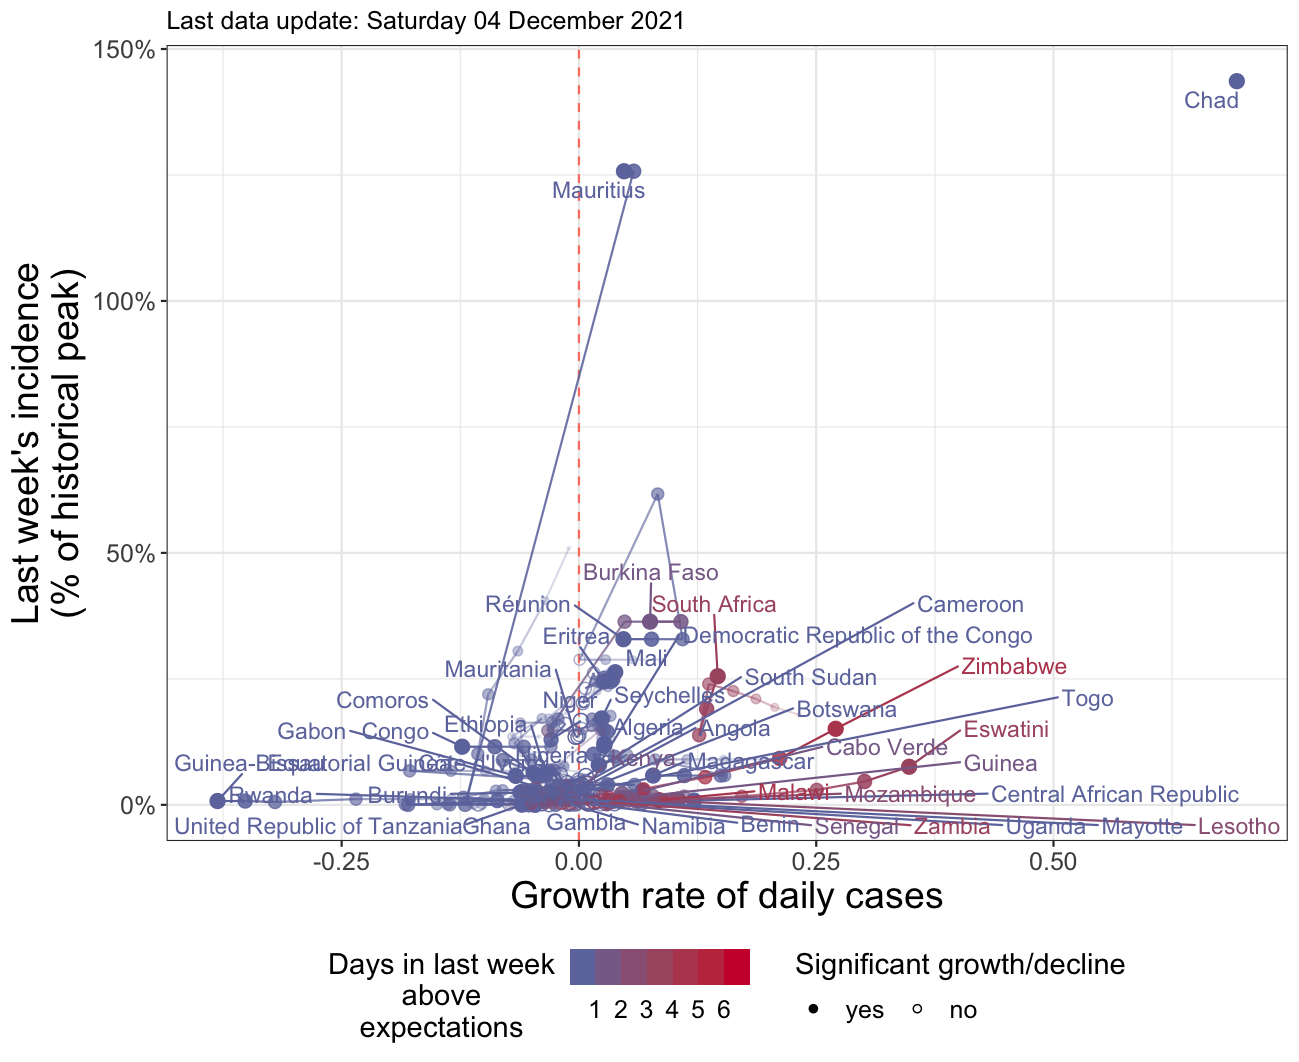 Last data update: Saturday 04 December 2021
150%
100%
50%
0%
Last week's incidence
(% of historical peak)
Chad
Mauritius
Burkina Faso
Réunion
South Africa
Cameroon
Eritrea
Democratic Republic of the Congo
Mali
Zimbabwe
Mauritania
South Sudan
Comoros
Niger
Seychelles
Togo
Botswana
Gabon
Congo
Ethiopia
Algeria
Angola
Eswatini
Cabo Verde
Guinea-Bissau
Equatorial Guinea
Nigeria
Kenya
Madagascar
Guinea
Rwanda
Burundi
Malawi
Mozambique
Central African Republic
United Republic of Tanzania
Ghana
Gambia
Namibia
Benin
Senegal
Zambia
Uganda
Mayotte
Lesotho
-0.25
0.00
0.25
0.50
Growth rate of daily cases
Days in last week
above
expectations
1 2 3 4 5 6
Significant growth/decline
yes
no